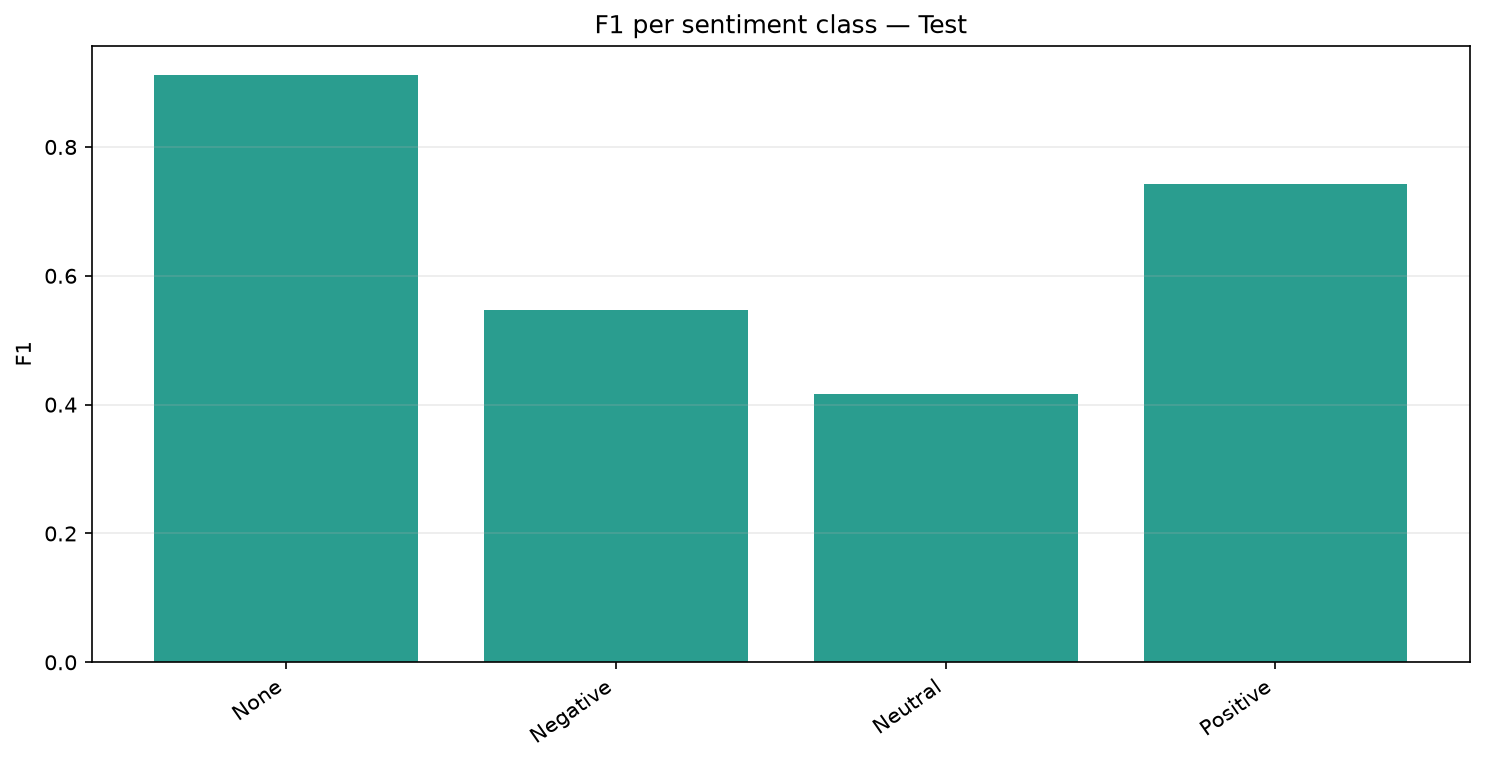 F1 per sentiment class — Test
F1
0.8
0.6
0.4
0.2
0.0
None
Negative
Neutral
Positive